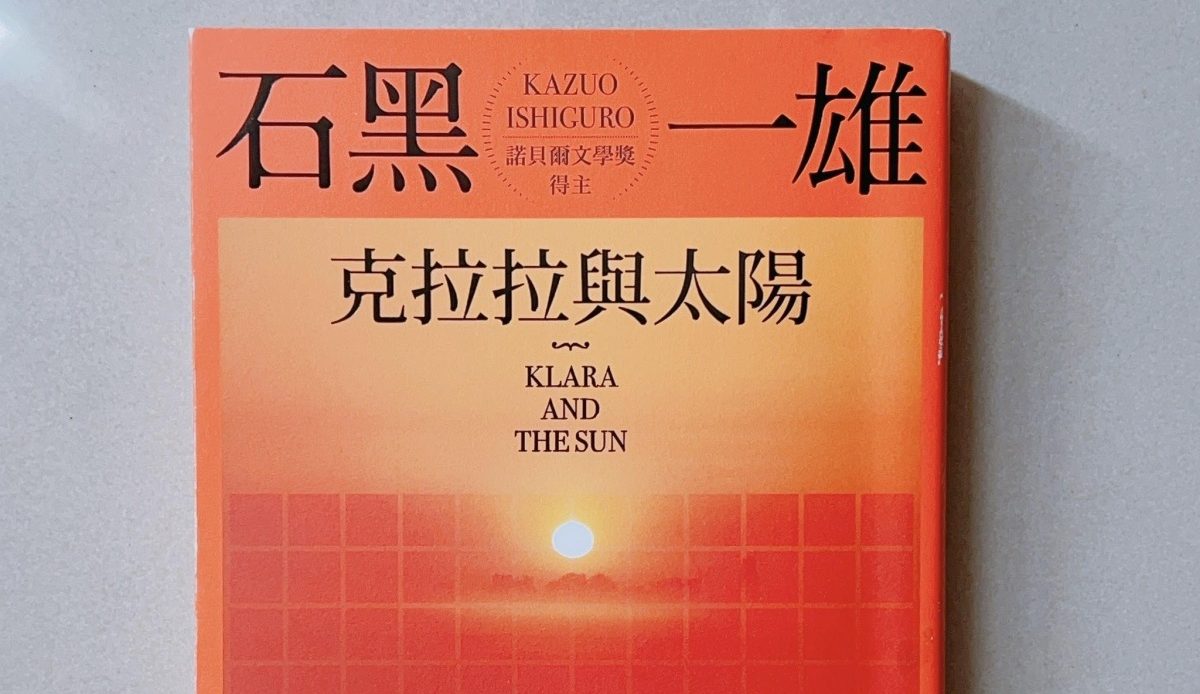 石黑一雄
KAZUO
ISHIGURO
諾貝爾文學獎
得主
克拉拉與太陽
KLARA
AND
THE SUN